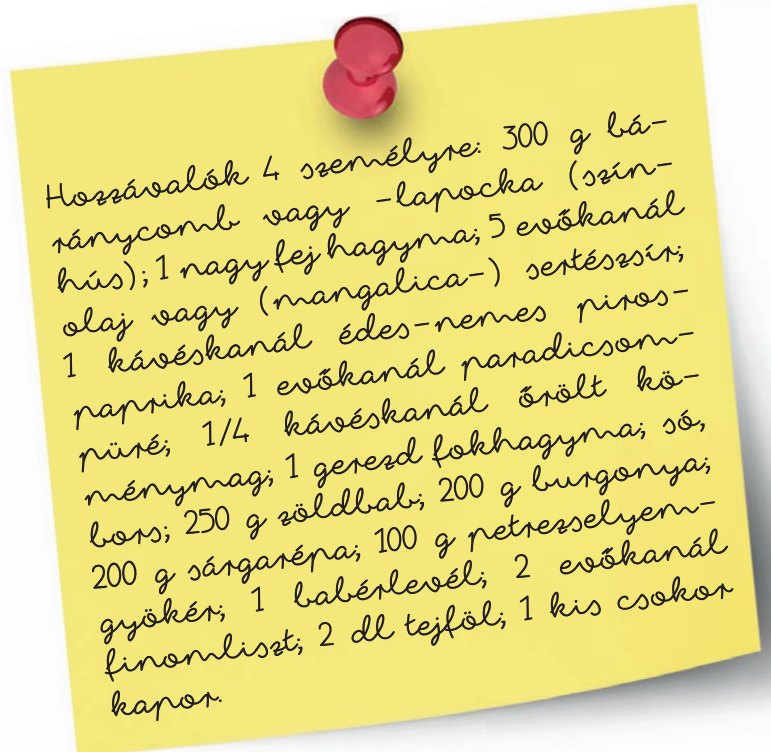 Hozzávalók 4 személyre: 300 g bá-
ránycomb vagy -lapocka (szín-
hús); 1 nagy fej hagyma; 5 evőkanál
olaj vagy (mangalica-) sertészsír;
1 kávéskanál édes-nemes piros-
paprika; 1 evőkanál paradicsom-
püré; 1/4 kávéskanál őrölt kö-
ménymag; 1 gerezd fokhagyma; só,
bors; 250 g zöldbab; 200 g burgonya;
200 g sárgarépa; 100 g petrezselyem-
gyökér; 1 babérlevél; 2 evőkanál
finomliszt; 2 dl tejföl; 1 kis csokor
kapor.